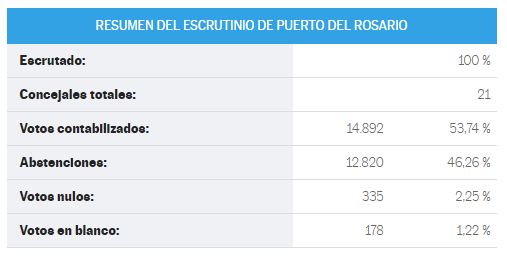 RESUMEN DEL ESCRUTINIO DE PUERTO DEL ROSARIO
Escrutado: 100 %
Concejales totales: 21
Votos contabilizados: 14.892 53,74 %
Abstenciones: 12.820 46,26 %
Votos nulos: 335 2,25 %
Votos en blanco: 178 1,22 %